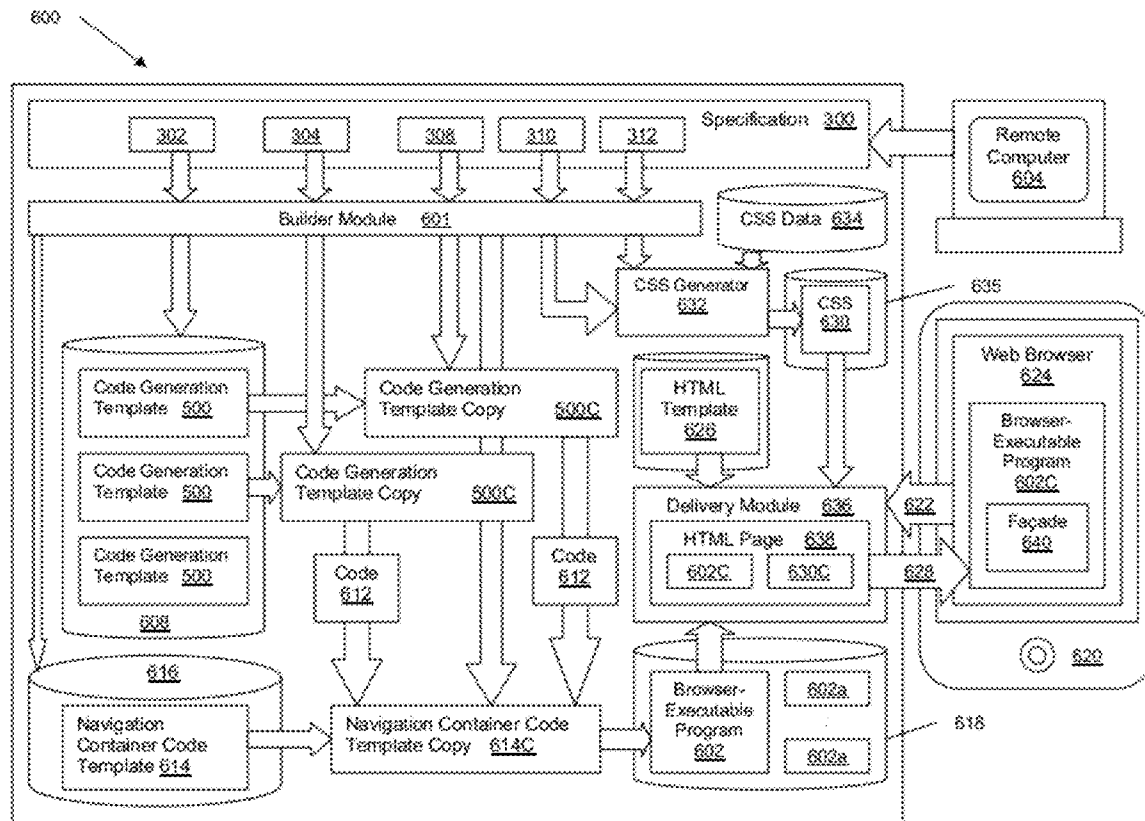 600
Specification 300
302
304
308
310
312
Remote
Computer
604
Builder Module 601
CSS Data 634
CSS Generator
632
CSS
630
635
Code Generation
Template 500
Code Generation
Template Copy 500C
HTML
Template
626
Web Browser
624
Browser-
Executable
Program
602C
Façade
640
Code Generation
Template 500
Code Generation
Template Copy 500C
Delivery Module 636
622
HTML Page 638
602C
630C
628
Code Generation
Template 500
Code
612
Code
612
608
616
620
Navigation
Container Code
Template 614
Navigation Container Code
Template Copy 614C
Browser-
Executable
Program
602
602a
602a
618